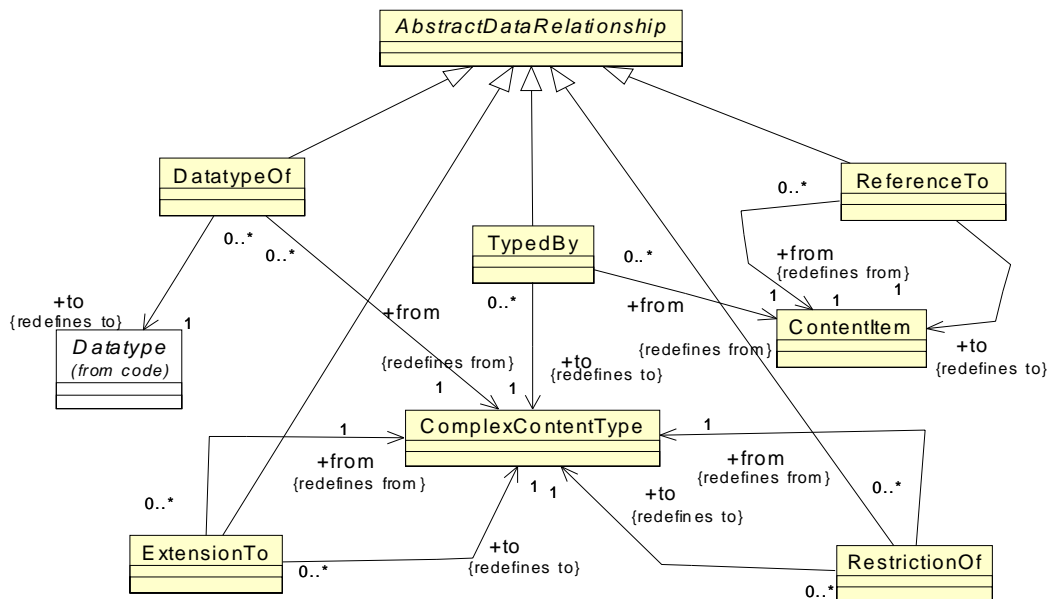 AbstractDataRelationship
DatatypeOf
ReferenceTo
0..*
TypedBy
0..*
0..*
0..*
+from
{redefines from}
+to
{redefines to}
1
0..*
+from
+from
1
1
1
ContentItem
Datatype
(from code)
{redefines from}
{redefines from}
+to
{redefines to}
+to
{redefines to}
1
1
ComplexContentType
1
+from
{redefines from}
1
+from
{redefines from}
0..*
1
1
+to
{redefines to}
0..*
ExtensionTo
0..*
+to
{redefines to}
RestrictionOf
0..*